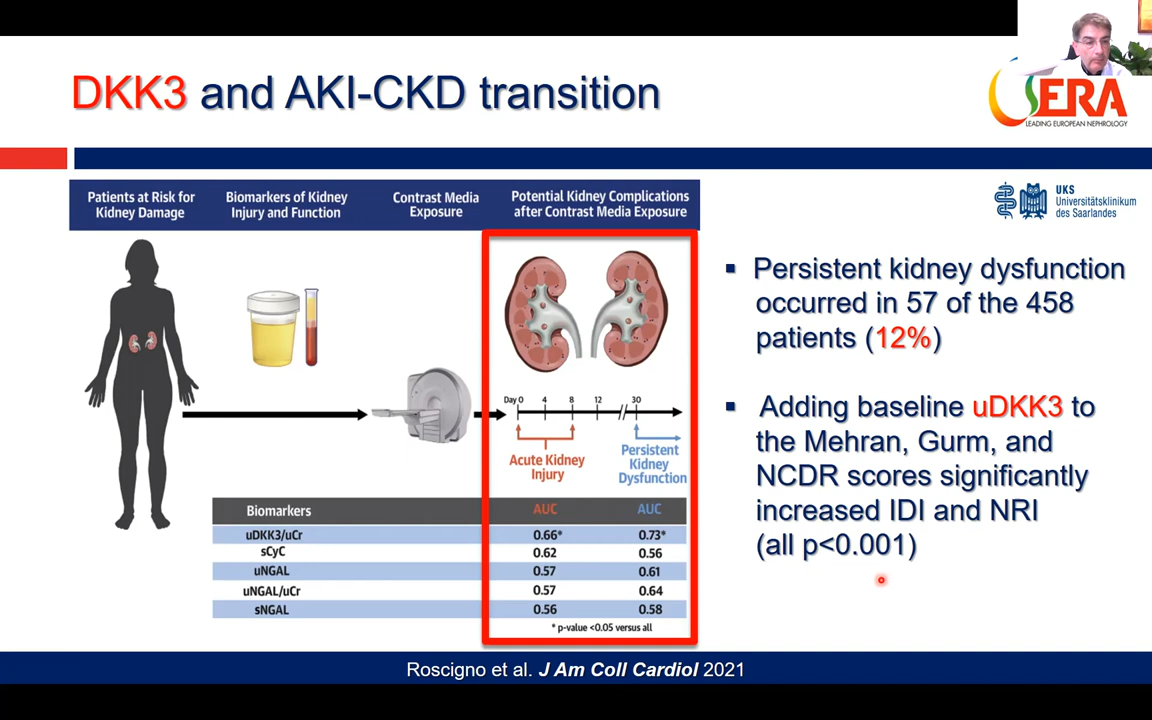 DKK3 and AKI-CKD transition
ERA
LEADING EUROPEAN NEPHROLOGY
UKS
Universitätsklinikum
des Saarlandes
Patients at Risk for
Kidney Damage
Biomarkers of Kidney
Injury and Function
Contrast Media
Exposure
Potential Kidney Complications
after Contrast Media Exposure
Day 0 4 8 12 30
Acute Kidney
Injury
Persistent
Kidney
Dysfunction
Biomarkers AUC AUC
uDKK3/uCr 0.66* 0.73*
sCyC 0.62 0.56
uNGAL 0.57 0.61
uNGAL/uCr 0.57 0.64
sNGAL 0.56 0.58
* p-value <0.05 versus all
▪ Persistent kidney dysfunction
occurred in 57 of the 458
patients (12%)
▪ Adding baseline uDKK3 to
the Mehran, Gurm, and
NCDR scores significantly
increased IDI and NRI
(all p<0.001)
Roscigno et al. J Am Coll Cardiol 2021